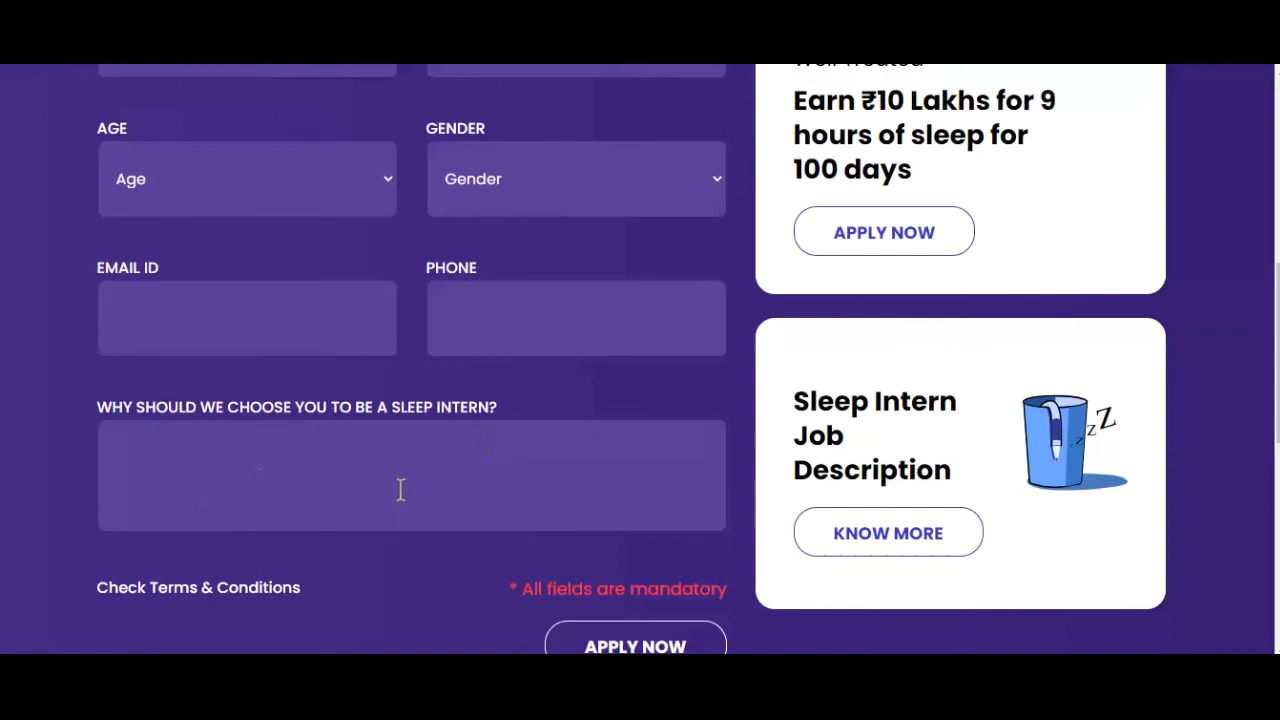 AGE
GENDER
Age
Gender
EMAIL ID
PHONE
WHY SHOULD WE CHOOSE YOU TO BE A SLEEP INTERN?
Check Terms & Conditions
* All fields are mandatory
APPLY NOW
Earn ₹10 Lakhs for 9
hours of sleep for
100 days
APPLY NOW
Sleep Intern
Job
Description
z z Z
KNOW MORE